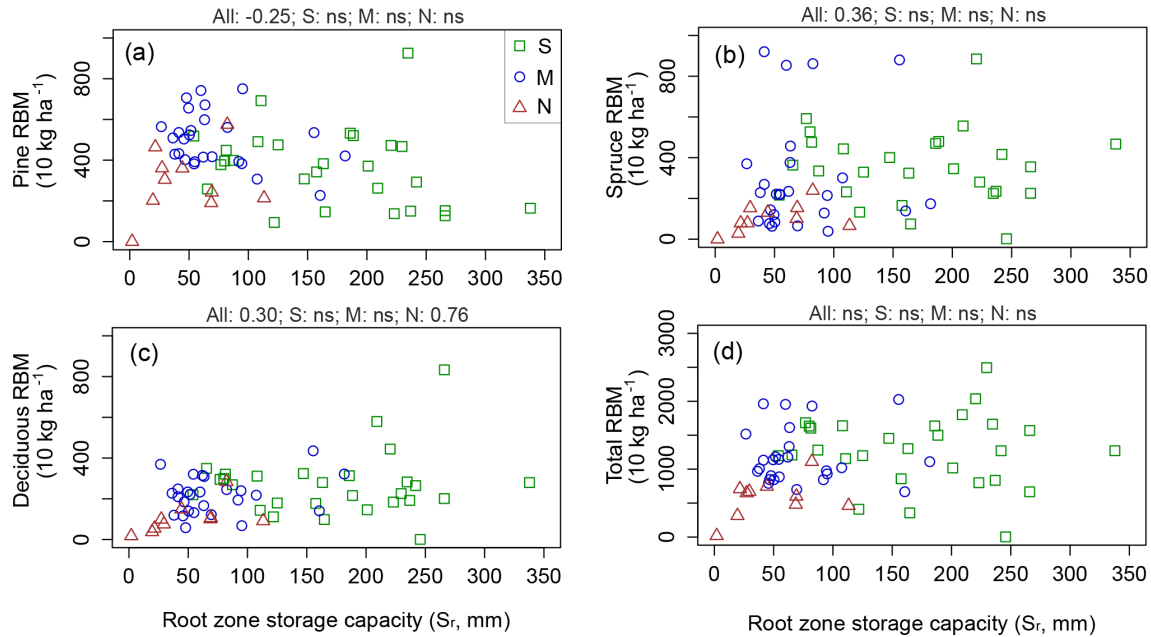 All: -0.25; S: ns; M: ns; N: ns
(a)
S
M
N
Pine RBM
(10 kg ha⁻¹)
0 400 800
0 50 100 150 200 250 300 350
All: 0.36; S: ns; M: ns; N: ns
(b)
Spruce RBM
(10 kg ha⁻¹)
0 400 800
0 50 100 150 200 250 300 350
All: 0.30; S: ns; M: ns; N: 0.76
(c)
Deciduous RBM
(10 kg ha⁻¹)
0 400 800
0 50 100 150 200 250 300 350
Root zone storage capacity (Sr, mm)
All: ns; S: ns; M: ns; N: ns
(d)
Total RBM
(10 kg ha⁻¹)
0 1000 2000 3000
0 50 100 150 200 250 300 350
Root zone storage capacity (Sr, mm)